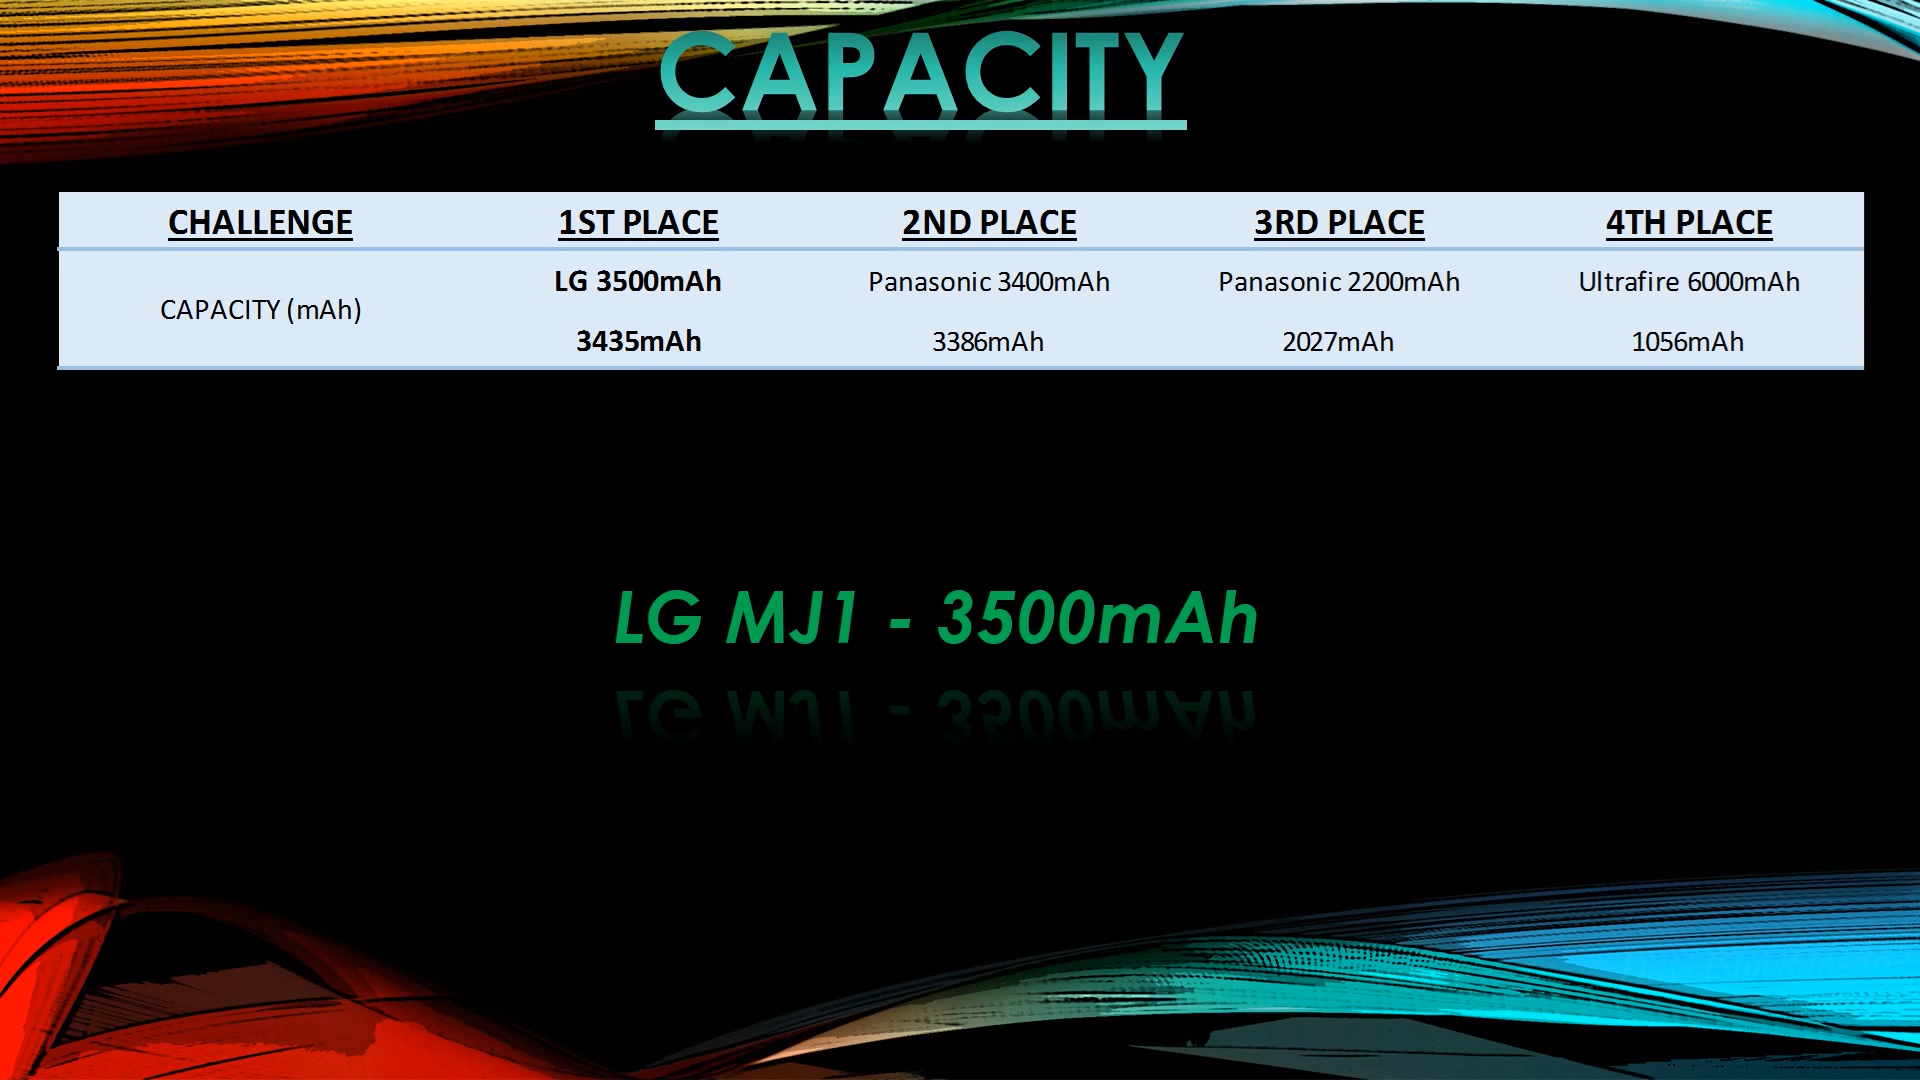 CAPACITY
CHALLENGE 1ST PLACE 2ND PLACE 3RD PLACE 4TH PLACE
CAPACITY (mAh)
LG 3500mAh Panasonic 3400mAh Panasonic 2200mAh Ultrafire 6000mAh
3435mAh 3386mAh 2027mAh 1056mAh
LG MJ1 - 3500mAh